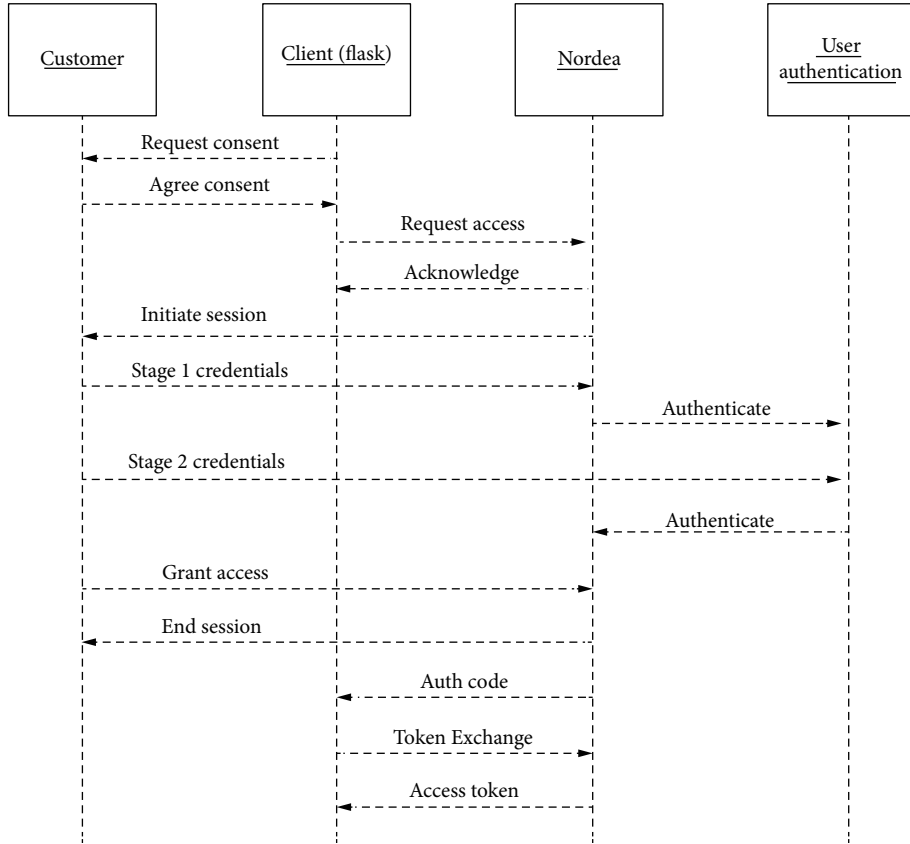 Customer
Client (flask)
Nordea
User
authentication
Request consent
Agree consent
Request access
Acknowledge
Initiate session
Stage 1 credentials
Authenticate
Stage 2 credentials
Authenticate
Grant access
End session
Auth code
Token Exchange
Access token